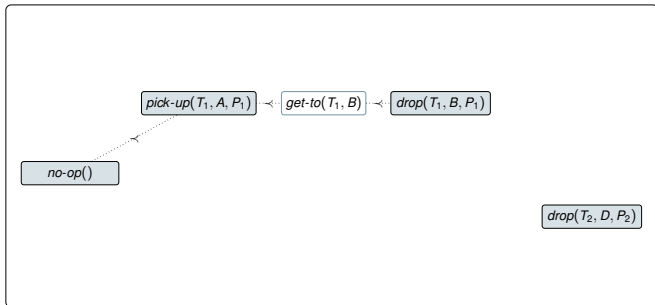 pick-up(T₁, A, P₁) ≺ get-to(T₁, B) ≺ drop(T₁, B, P₁)
≺
no-op()
drop(T₂, D, P₂)